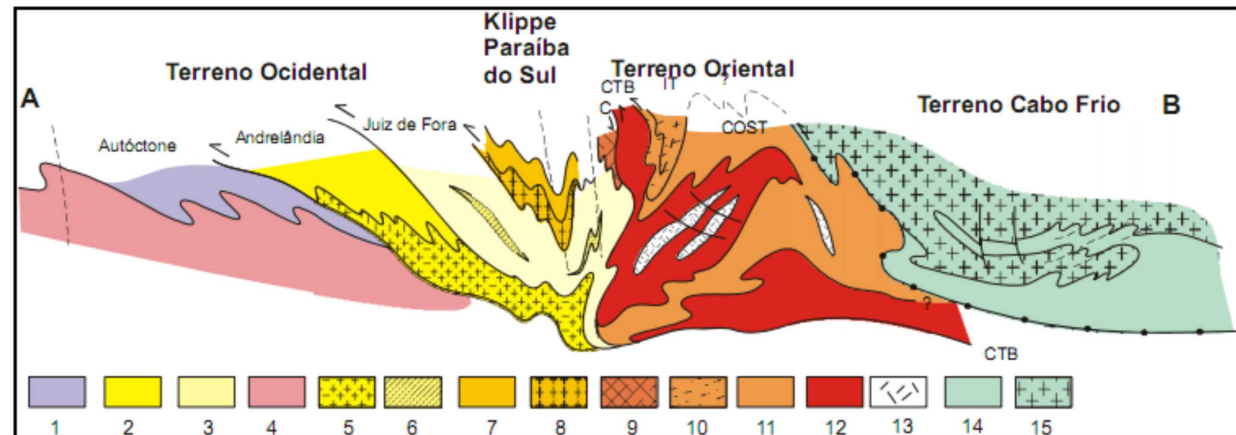 Klippe
Paraíba
do Sul
Terreno Ocidental
Terreno Oriental
Terreno Cabo Frio
A
B
CTB
IT
?
C
COST
Juiz de Fora
Andrelândia
Autóctone
?
CTB
1 2 3 4 5 6 7 8 9 10 11 12 13 14 15